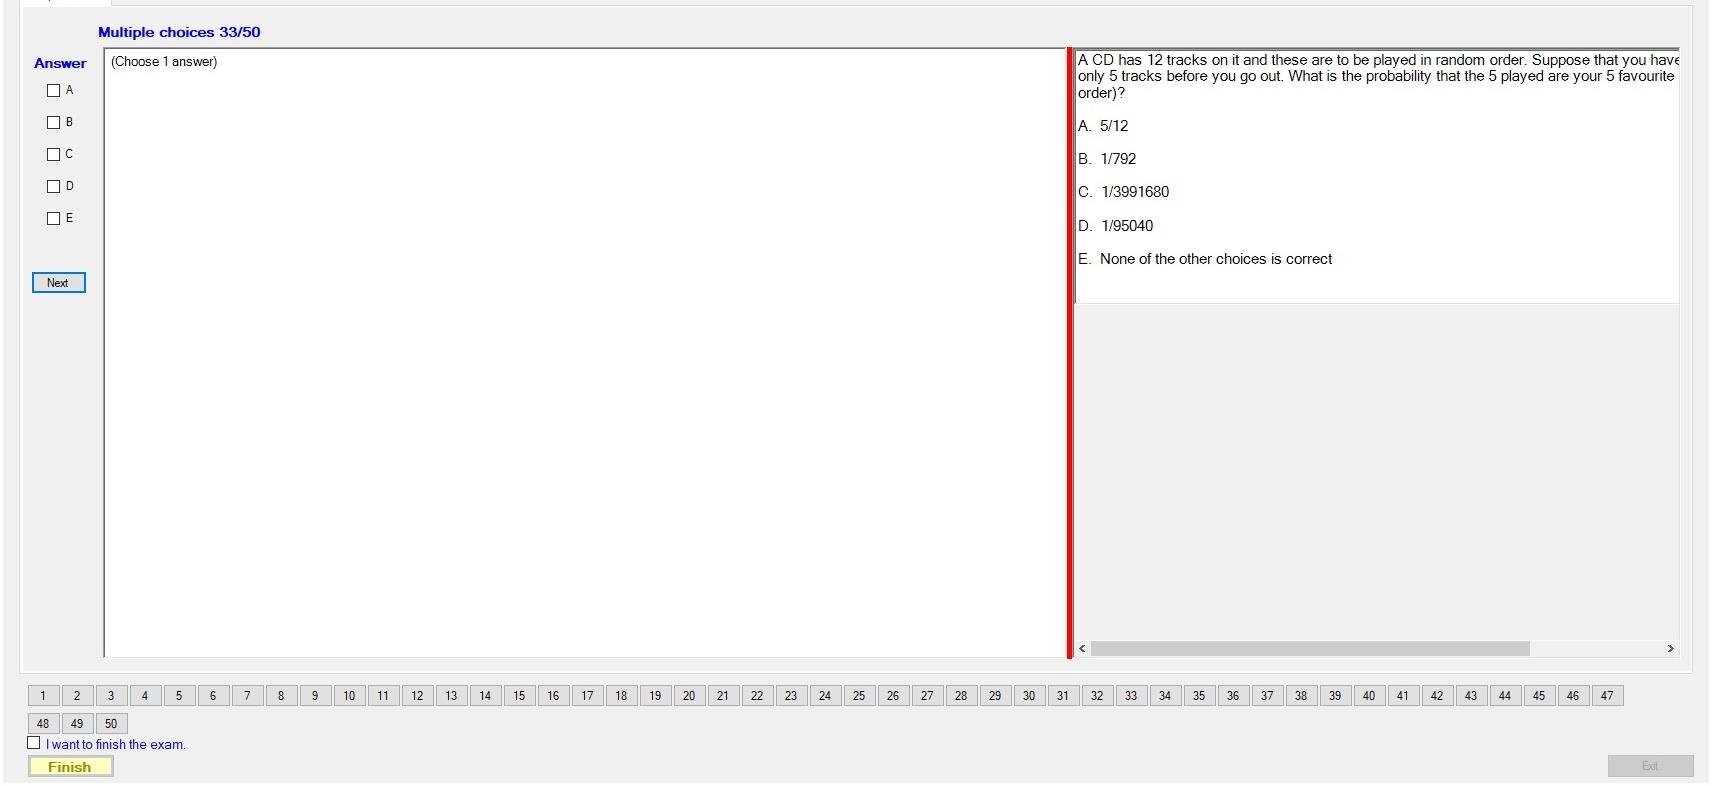 Multiple choices 33/50
Answer
(Choose 1 answer)
A
B
C
D
E
Next
A CD has 12 tracks on it and these are to be played in random order. Suppose that you have
only 5 tracks before you go out. What is the probability that the 5 played are your 5 favourite
order)?
A. 5/12
B. 1/792
C. 1/3991680
D. 1/95040
E. None of the other choices is correct
1 2 3 4 5 6 7 8 9 10 11 12 13 14 15 16 17 18 19 20 21 22 23 24 25 26 27 28 29 30 31 32 33 34 35 36 37 38 39 40 41 42 43 44 45 46 47
48 49 50
I want to finish the exam.
Finish
Exit